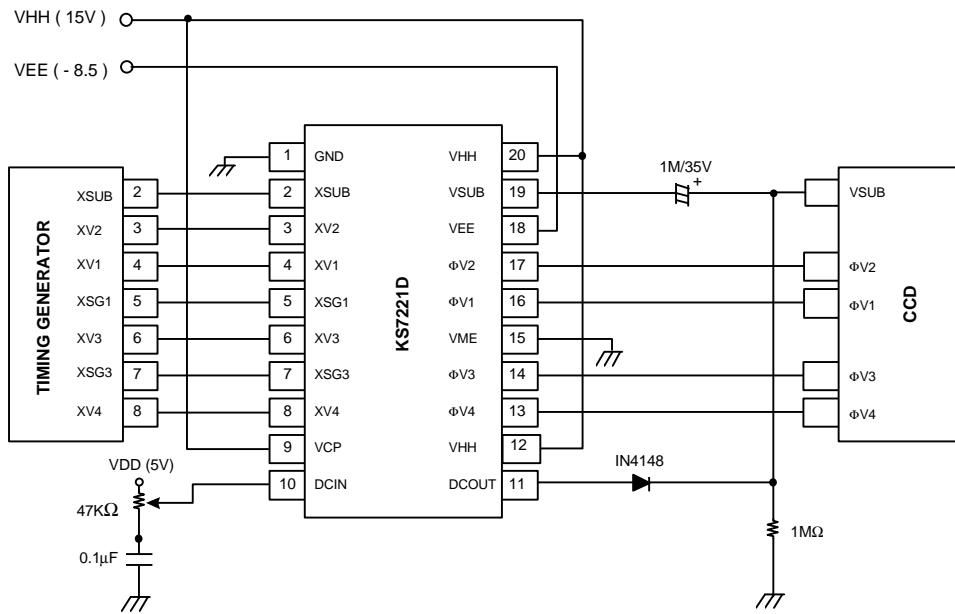 VHH ( 15V )
VEE ( - 8.5 )
TIMING GENERATOR
XSUB 2
XV2 3
XV1 4
XSG1 5
XV3 6
XSG3 7
XV4 8
KS7221D
1 GND
2 XSUB
3 XV2
4 XV1
5 XSG1
6 XV3
7 XSG3
8 XV4
9 VCP
10 DCIN
VHH 20
VSUB 19
VEE 18
ΦV2 17
ΦV1 16
VME 15
ΦV3 14
ΦV4 13
VHH 12
DCOUT 11
1M/35V
+
CCD
VSUB
ΦV2
ΦV1
ΦV3
ΦV4
VDD (5V)
47KΩ
0.1μF
IN4148
1MΩ